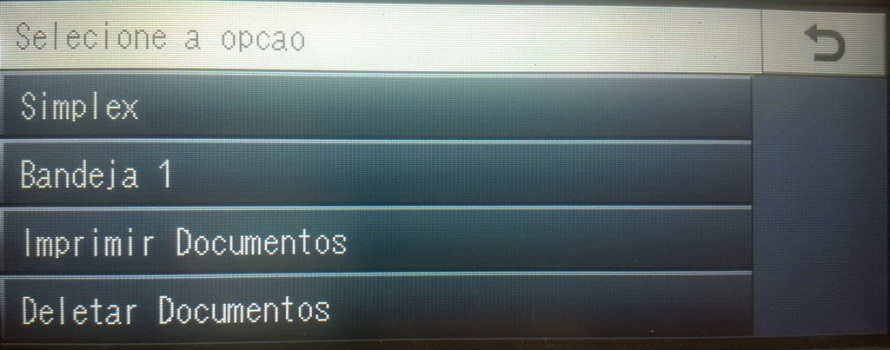 Selecione a opcao
Simplex
Bandeja 1
Imprimir Documentos
Deletar Documentos